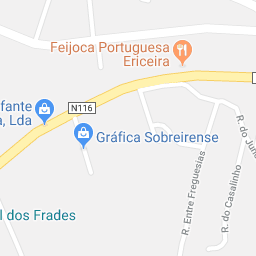 Feijoca Portuguesa
Ericeira
N116
fante
a, Lda
Gráfica Sobreirense
R. Entre Freguesias
R. do Casalinho
R. do Jun
l dos Frades